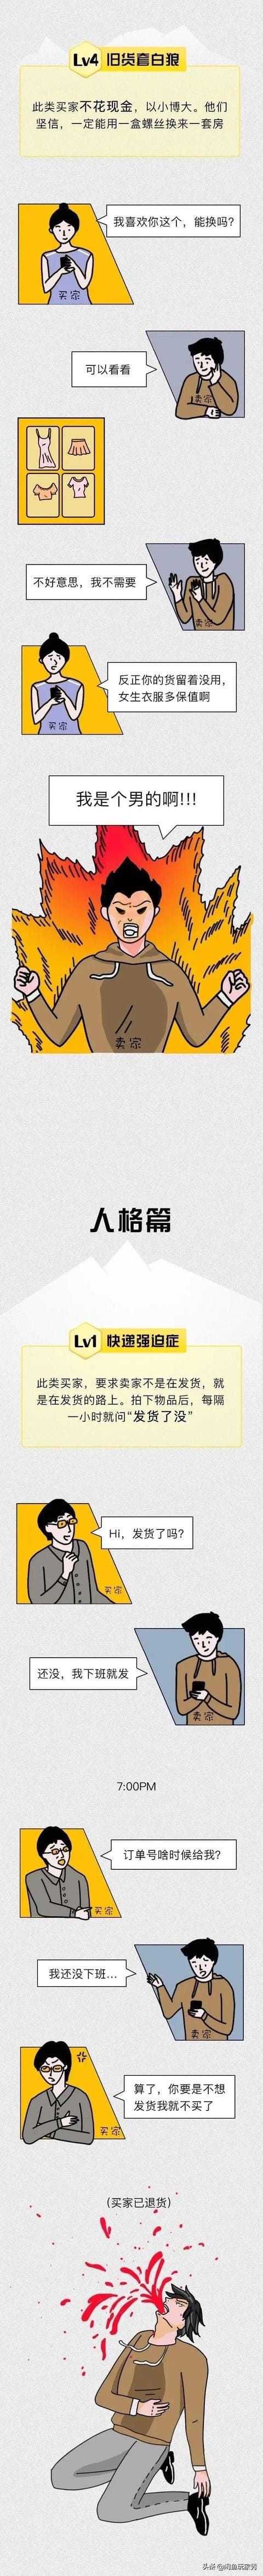 Lv4 旧货套白狼
此类买家不花现金，以小博大。他们
坚信，一定能用一盒螺丝换来一套房
我喜欢你这个，能换吗？
买家
可以看看
卖家
不好意思，我不需要
卖家
反正你的货留着没用，
女生衣服多保值啊
买家
我是个男的啊!!!
卖家
人格篇
Lv1 快递强迫症
此类买家，要求卖家不是在发货，就
是在发货的路上。拍下物品后，每隔
一小时就问“发货了没”
Hi，发货了吗？
买家
还没，我下班就发
卖家
7:00PM
订单号啥时候给我？
买家
我还没下班...
卖家
算了，你要是不想
发货我就不买了
买家
（买家已退货）
头条@闲鱼玩家弼